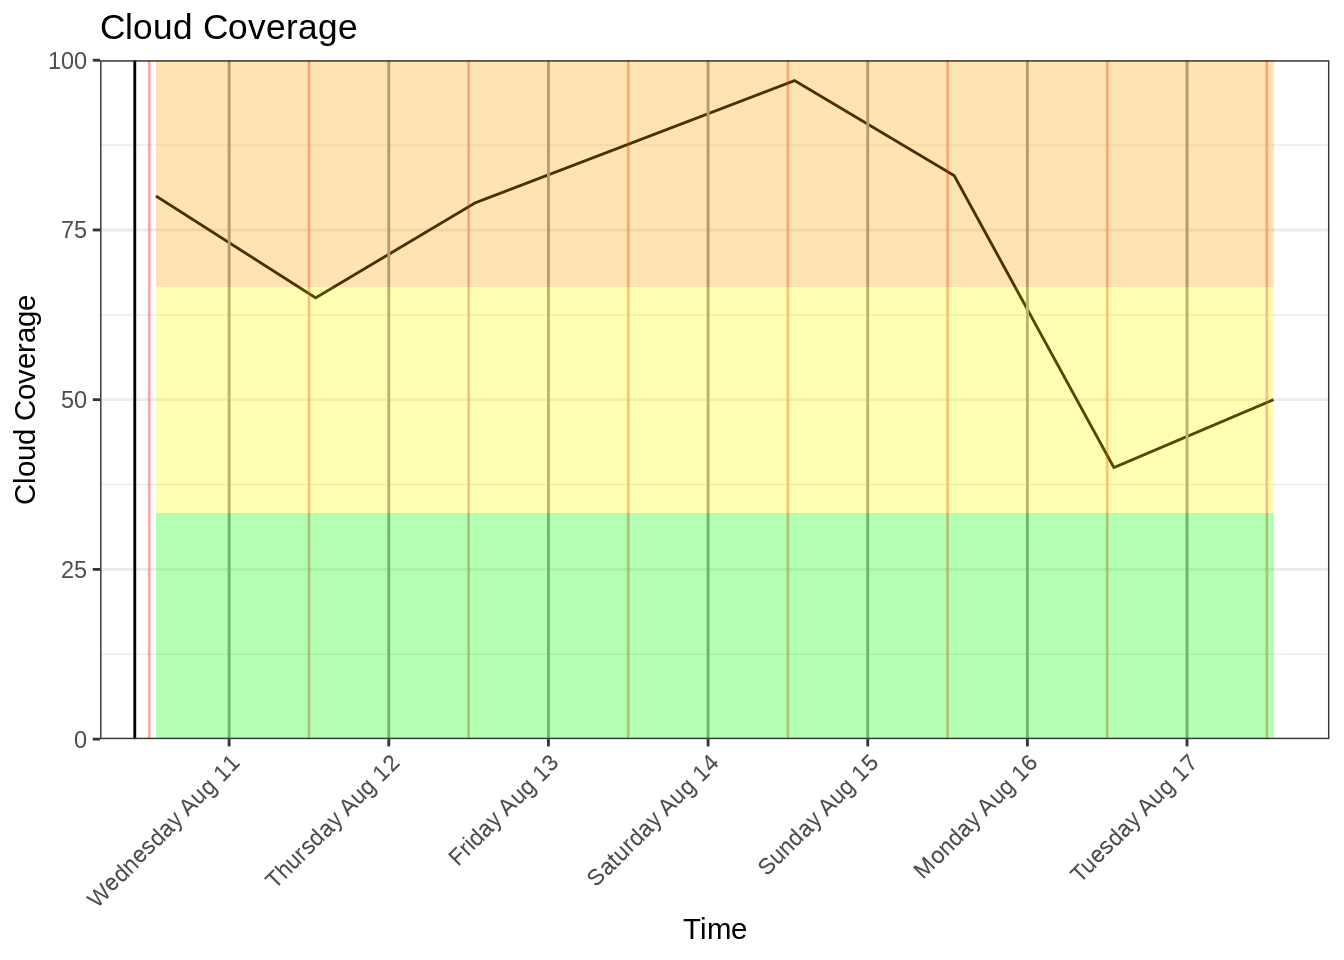 Cloud Coverage
Cloud Coverage
100
75
50
25
0
Wednesday Aug 11
Thursday Aug 12
Friday Aug 13
Saturday Aug 14
Sunday Aug 15
Monday Aug 16
Tuesday Aug 17
Time